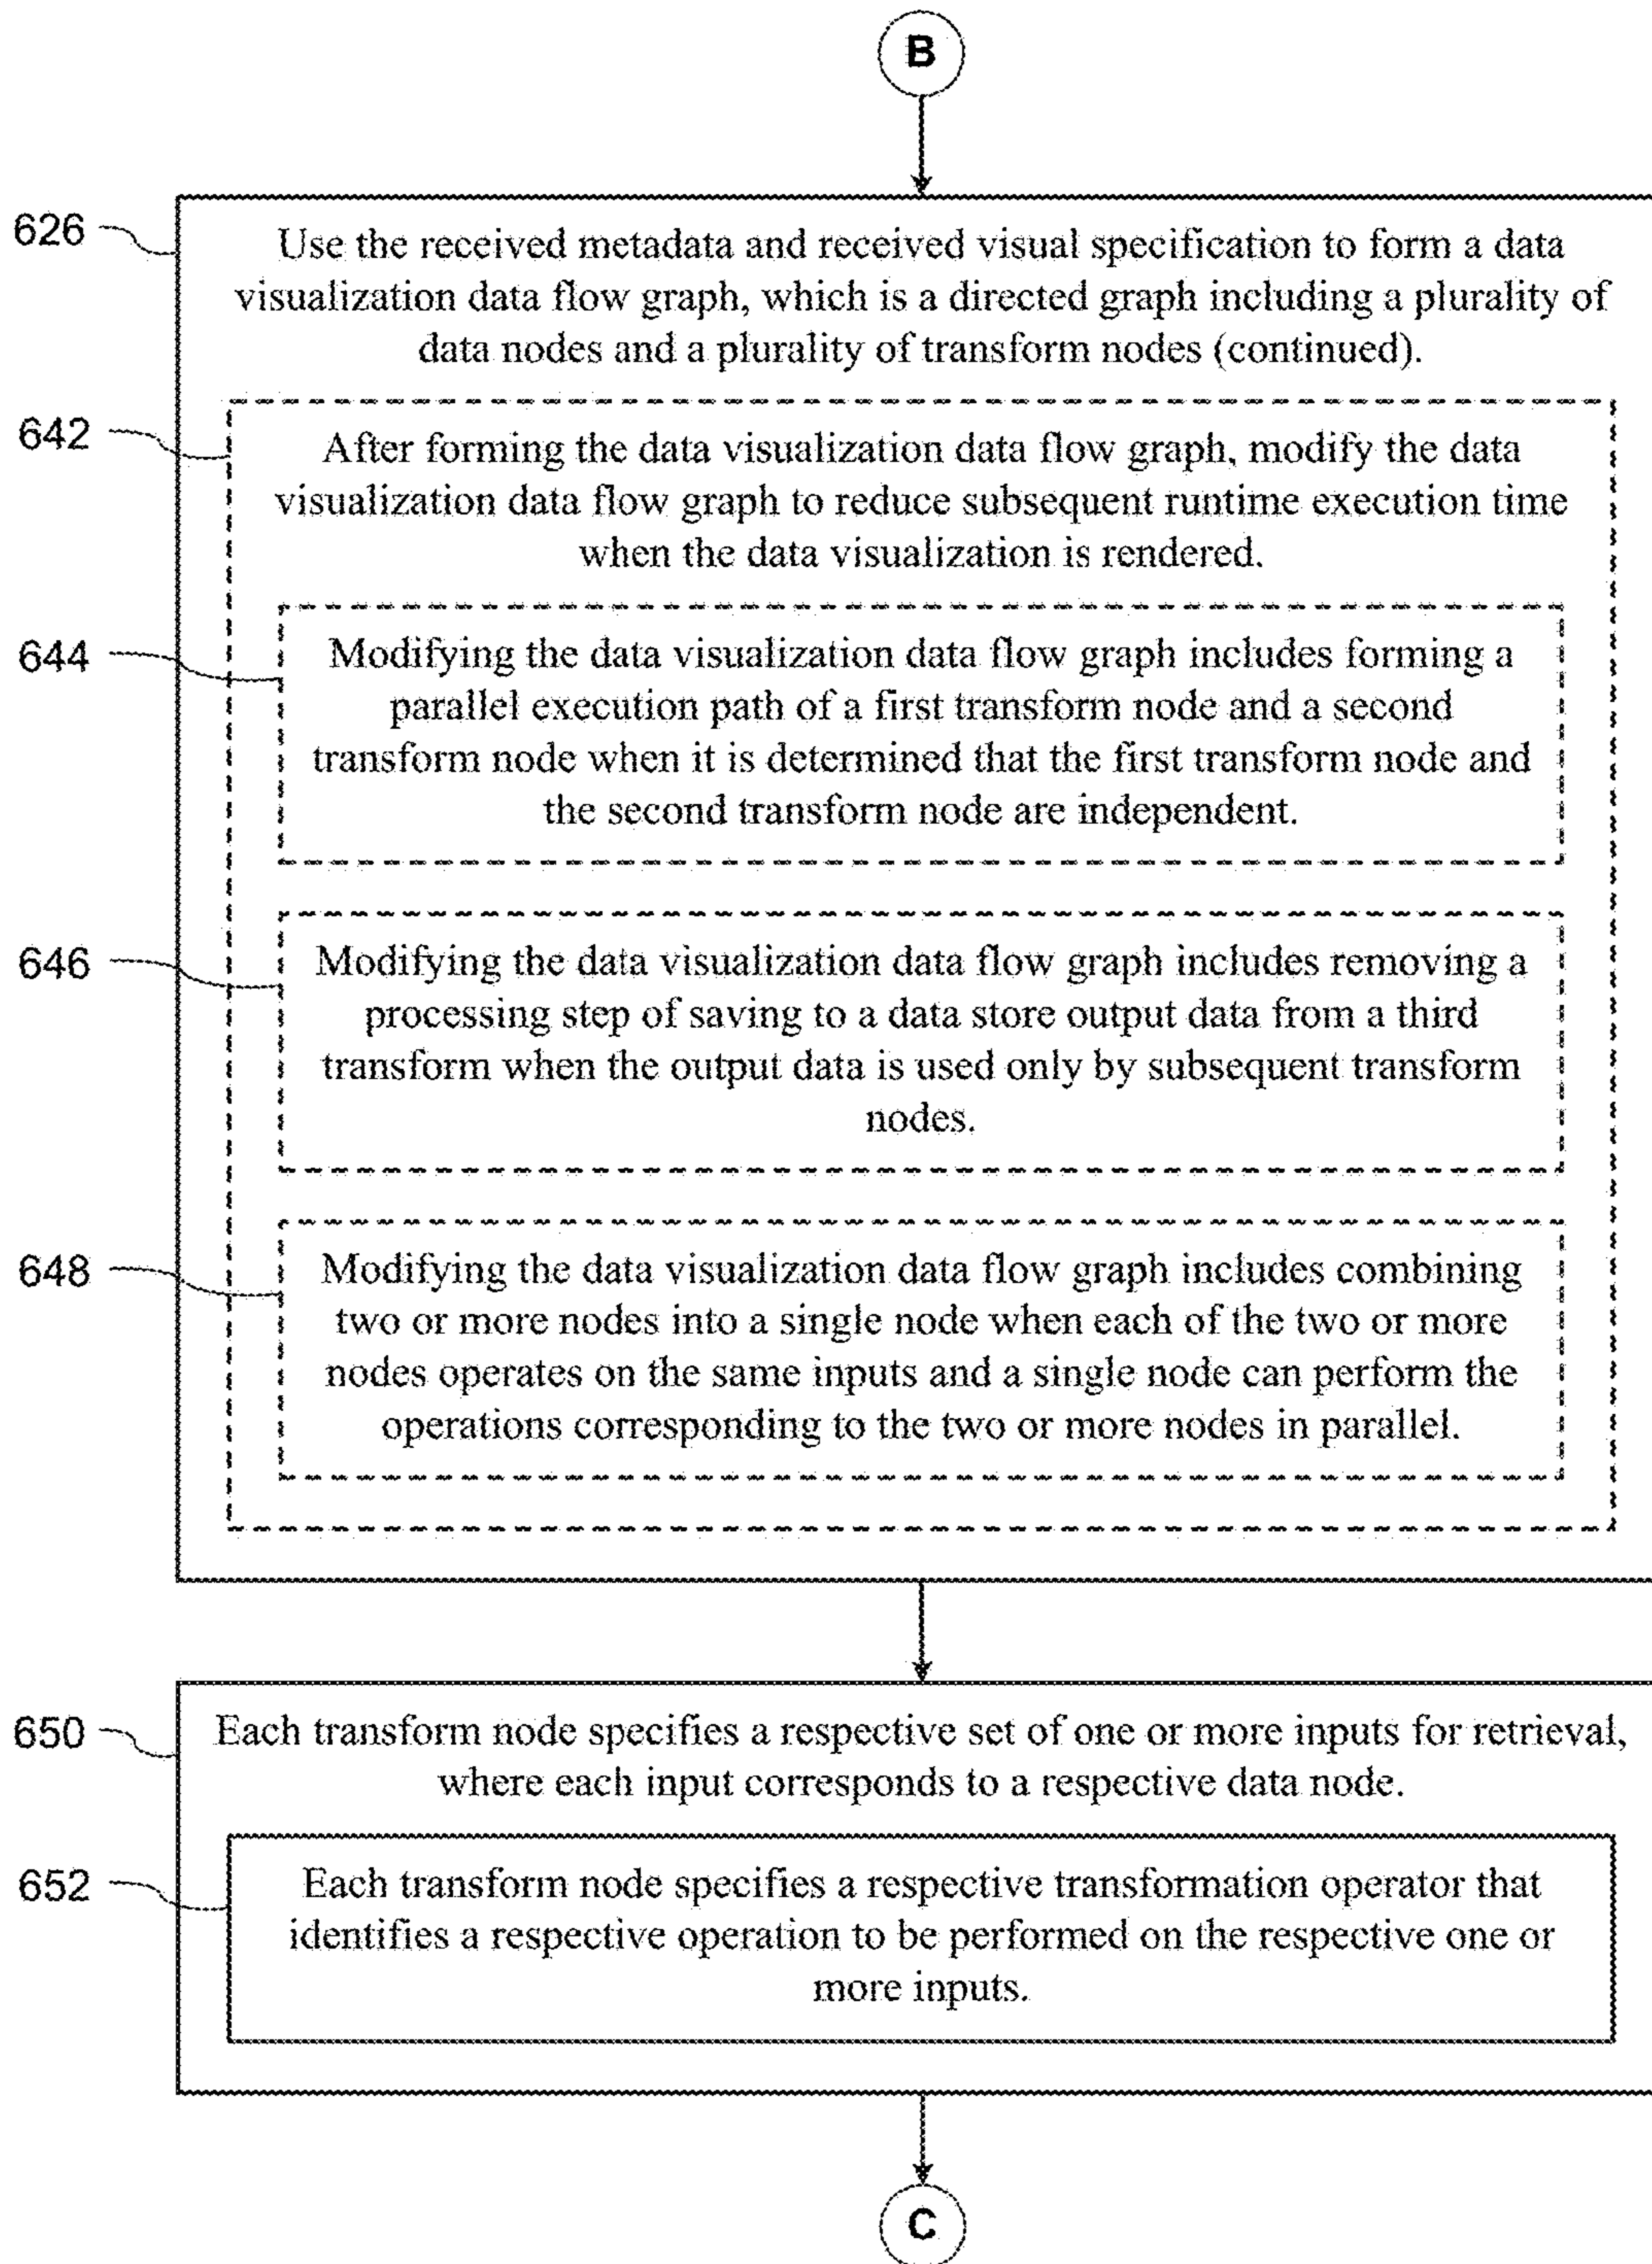 B
626
Use the received metadata and received visual specification to form a data
visualization data flow graph, which is a directed graph including a plurality of
data nodes and a plurality of transform nodes (continued).
642
After forming the data visualization data flow graph, modify the data
visualization data flow graph to reduce subsequent runtime execution time
when the data visualization is rendered.
644
Modifying the data visualization data flow graph includes forming a
parallel execution path of a first transform node and a second
transform node when it is determined that the first transform node and
the second transform node are independent.
646
Modifying the data visualization data flow graph includes removing a
processing step of saving to a data store output data from a third
transform when the output data is used only by subsequent transform
nodes.
648
Modifying the data visualization data flow graph includes combining
two or more nodes into a single node when each of the two or more
nodes operates on the same inputs and a single node can perform the
operations corresponding to the two or more nodes in parallel.
650
Each transform node specifies a respective set of one or more inputs for retrieval,
where each input corresponds to a respective data node.
652
Each transform node specifies a respective transformation operator that
identifies a respective operation to be performed on the respective one or
more inputs.
C